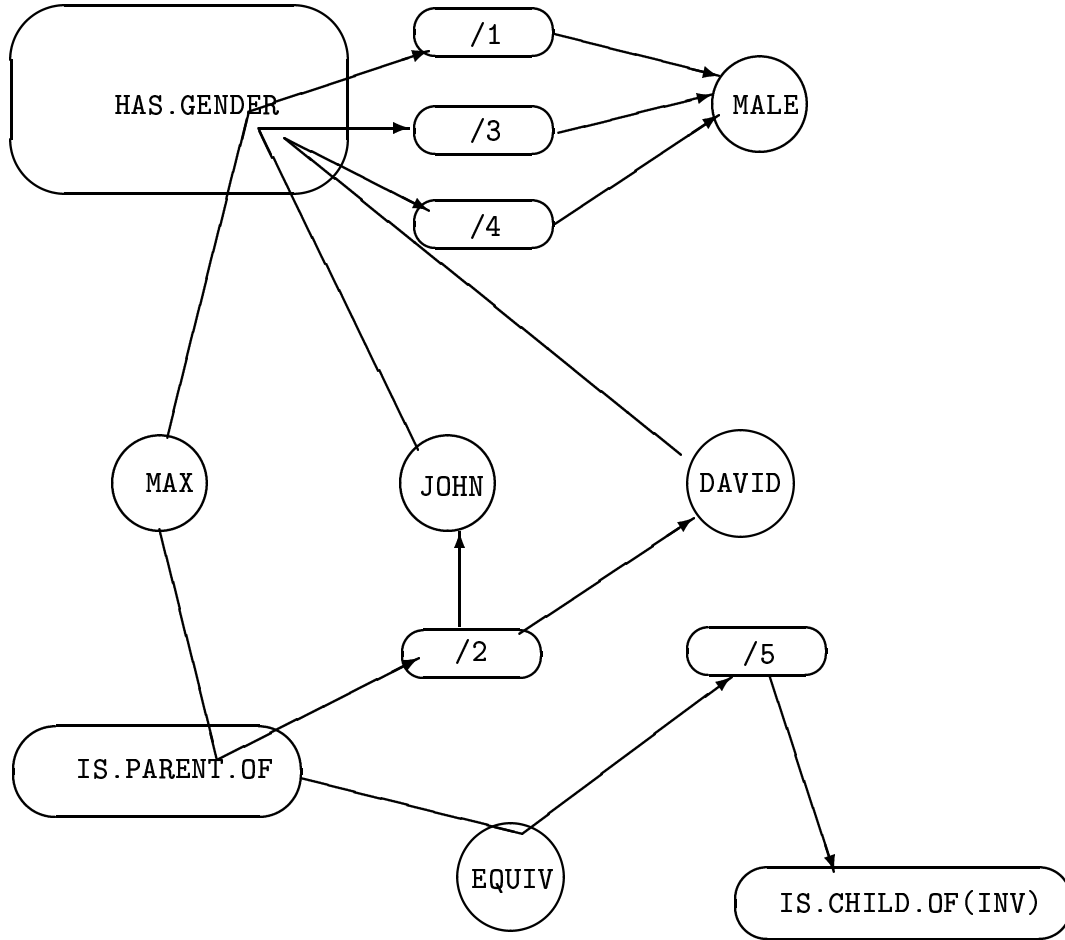 /1
HAS.GENDER
MALE
/3
/4
MAX
JOHN
DAVID
/2
/5
IS.PARENT.OF
EQUIV
IS.CHILD.OF(INV)